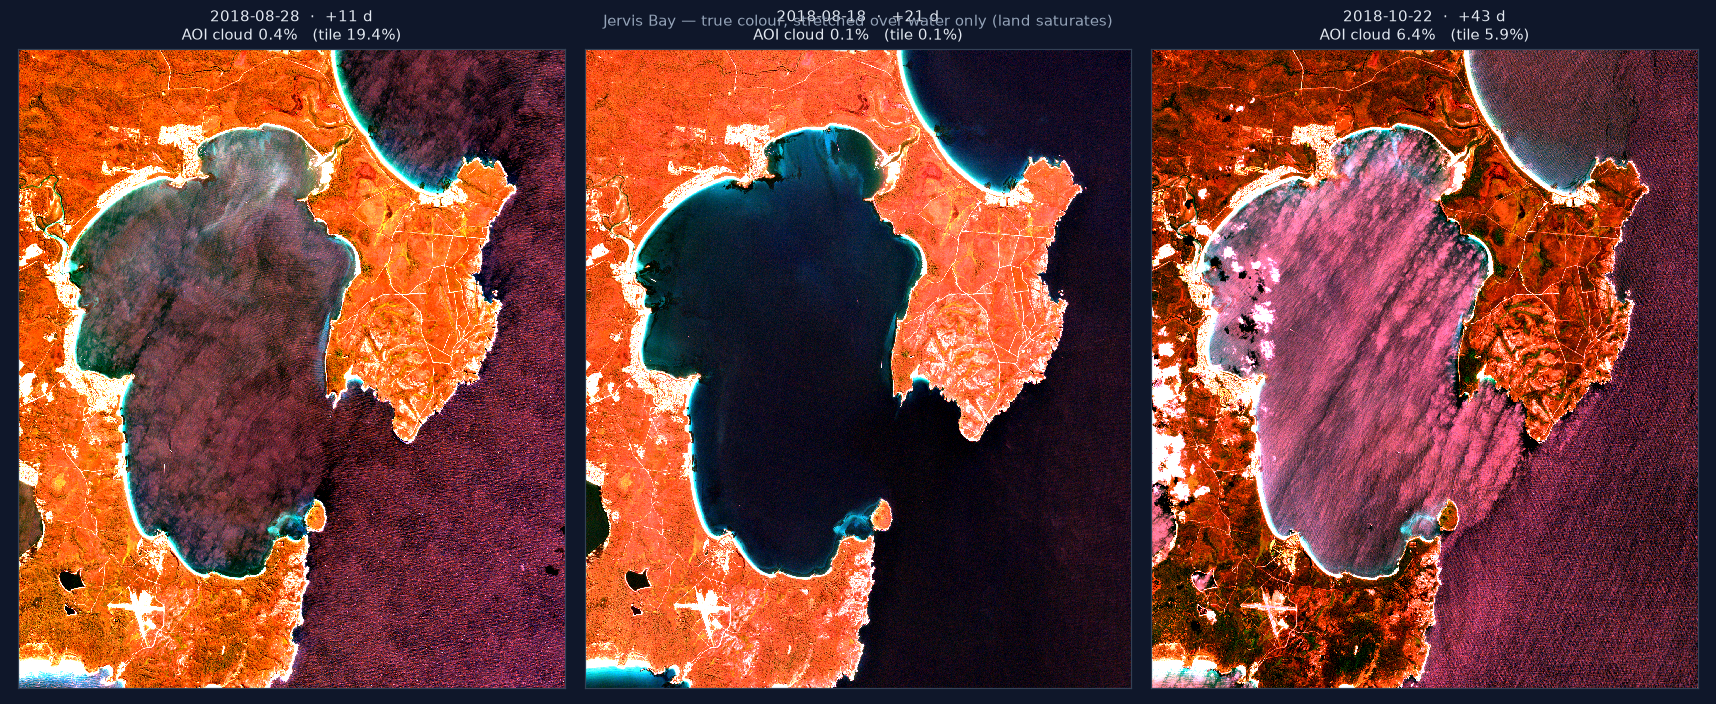 Jervis Bay — true colour, stretched over water only (land saturates)
2018-08-28 · +11 d
AOI cloud 0.4% (tile 19.4%)
2018-08-18 · +21 d
AOI cloud 0.1% (tile 0.1%)
2018-10-22 · +43 d
AOI cloud 6.4% (tile 5.9%)